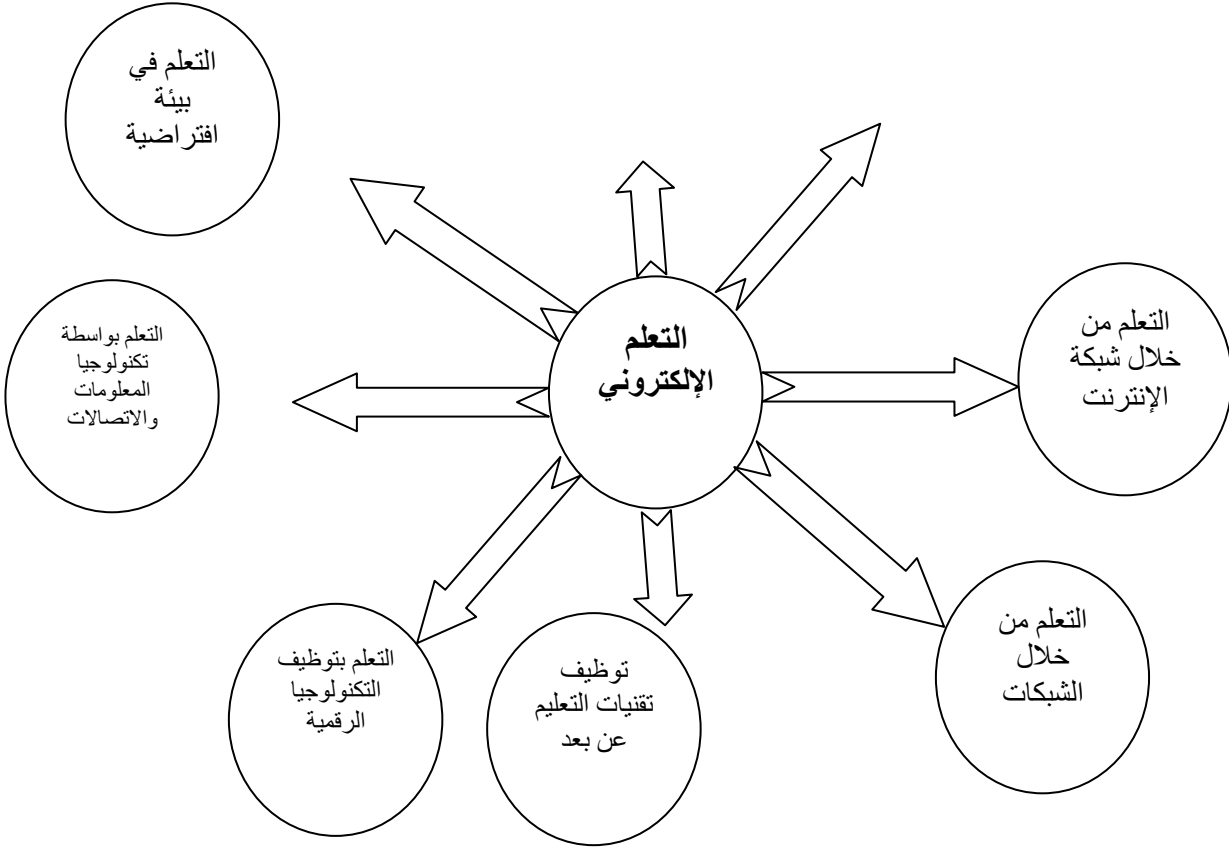 التعلم في
بيئة
افتراضية
التعلم
الإلكتروني
التعلم من
خلال شبكة
الإنترنت
التعلم بواسطة
تكنولوجيا
المعلومات
والاتصالات
التعلم من
خلال
الشبكات
توظيف
تقنيات التعليم
عن بعد
التعلم بتوظيف
التكنولوجيا
الرقمية